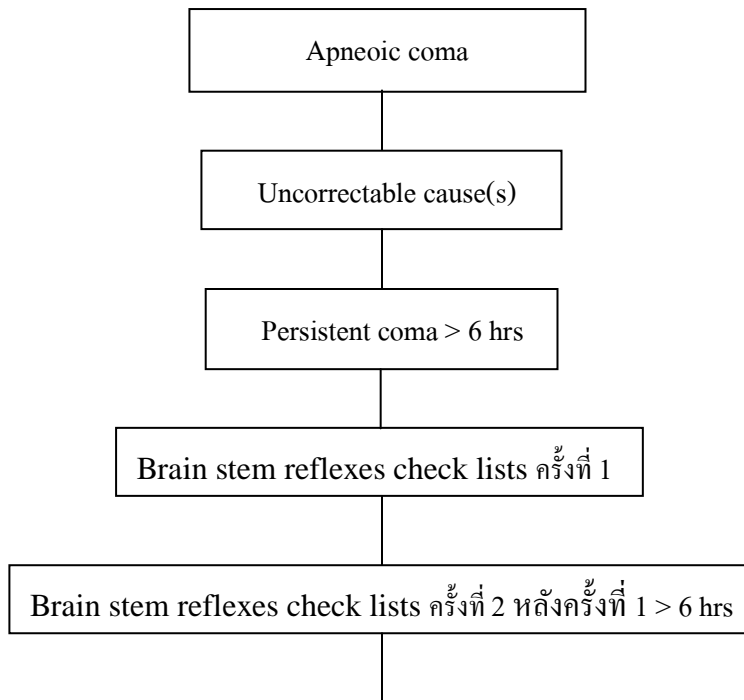 Apneoic coma
Uncorrectable cause(s)
Persistent coma > 6 hrs
Brain stem reflexes check lists ครั้งที่ 1
Brain stem reflexes check lists ครั้งที่ 2 หลังครั้งที่ 1 > 6 hrs